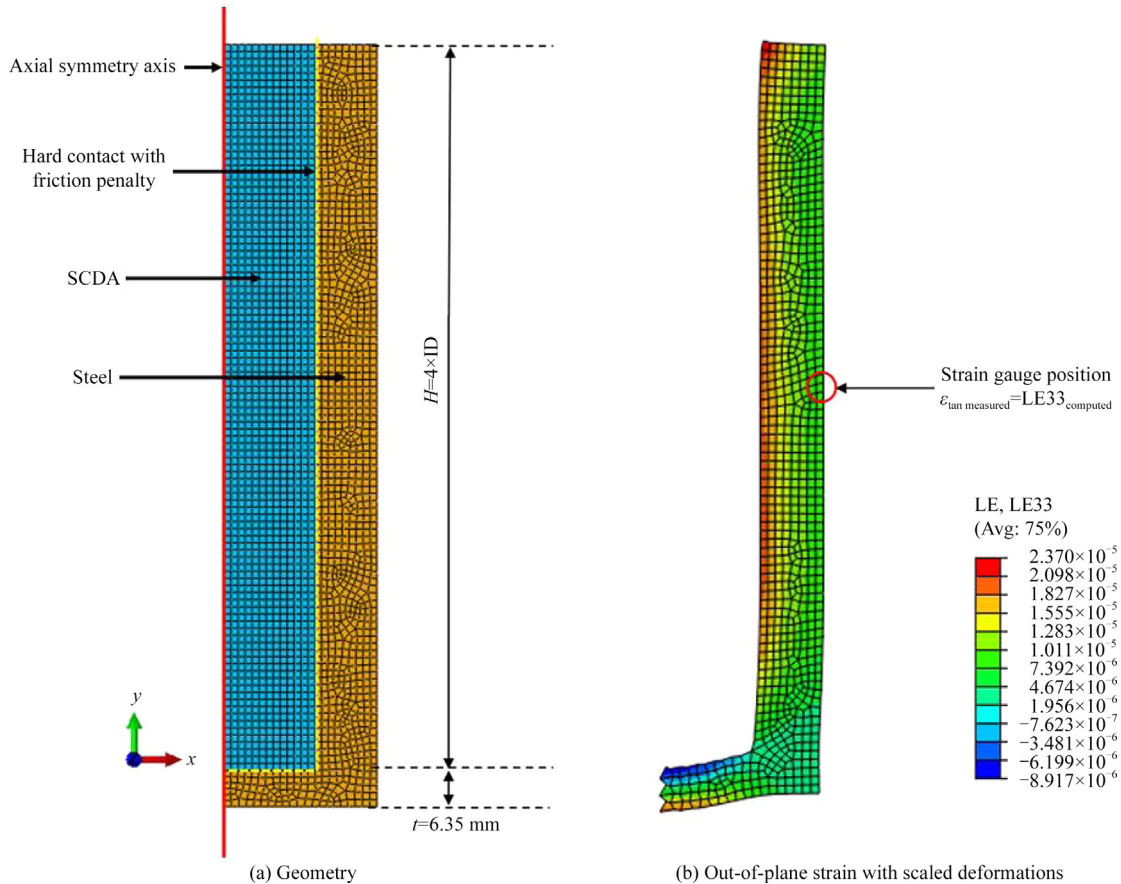 Axial symmetry axis
Hard contact with
friction penalty
SCDA
Steel
H=4×ID
y
x
t=6.35 mm
(a) Geometry
Strain gauge position
εtan measured=LE33computed
LE, LE33
(Avg: 75%)
2.370×10⁻⁵
2.098×10⁻⁵
1.827×10⁻⁵
1.555×10⁻⁵
1.283×10⁻⁵
1.011×10⁻⁵
7.392×10⁻⁶
4.674×10⁻⁶
1.956×10⁻⁶
−7.623×10⁻⁷
−3.481×10⁻⁶
−6.199×10⁻⁶
−8.917×10⁻⁶
(b) Out-of-plane strain with scaled deformations